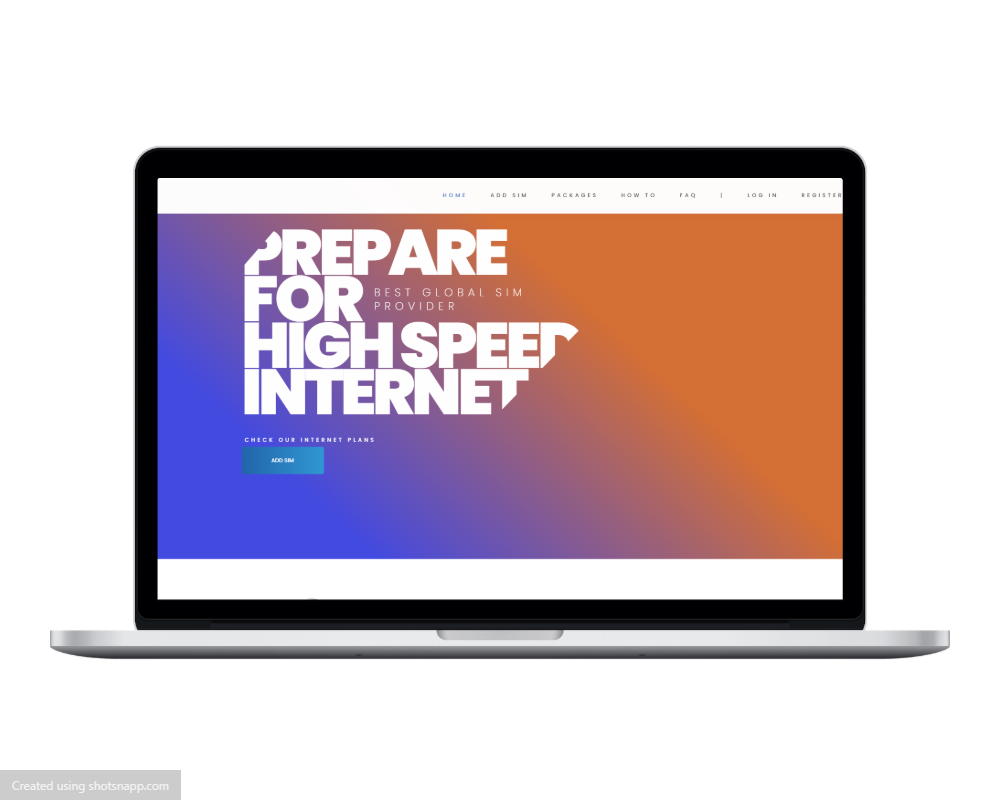 HOME ADD SIM PACKAGES HOW TO FAQ | LOG IN REGISTER
PREPARE
FOR BEST GLOBAL SIM
PROVIDER
HIGH SPEED
INTERNET
CHECK OUR INTERNET PLANS
ADD SIM
Created using shotsnapp.com